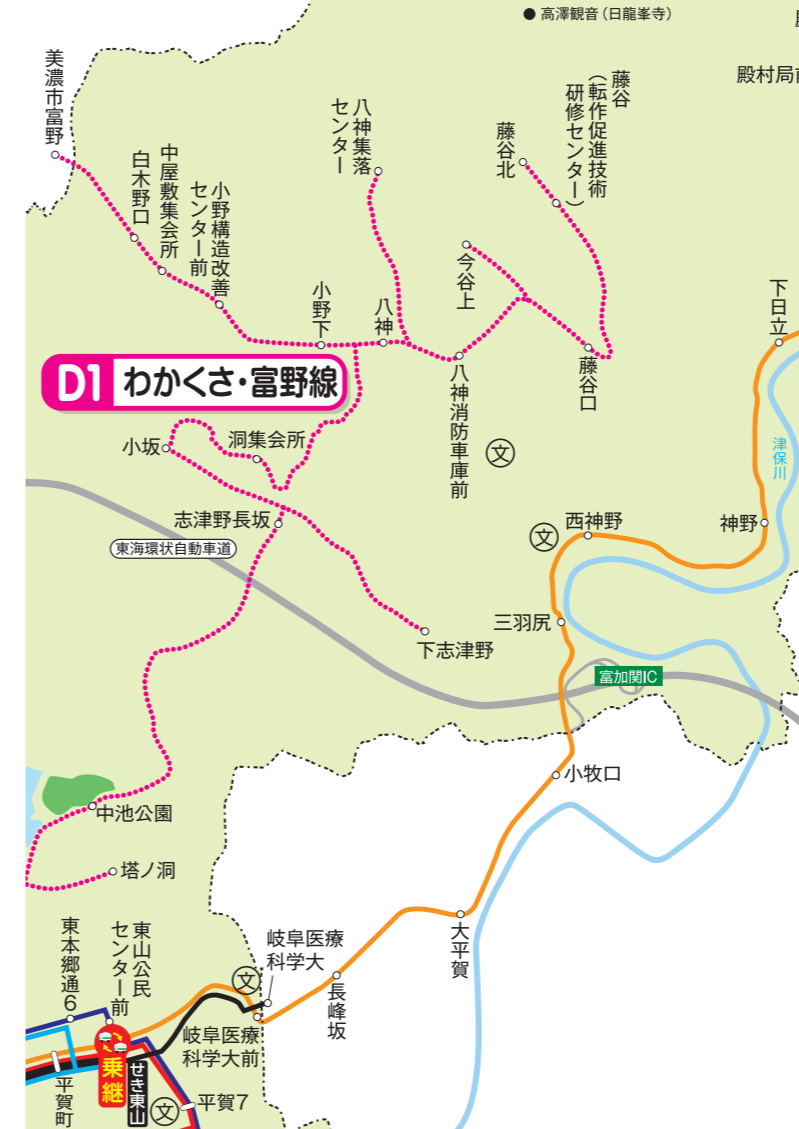 ● 高澤観音（日龍峯寺）
殿村局前
美濃市富野
白木野口
中屋敷集会所
小野構造改善
センター前
八神集落
センター
藤谷北
藤谷
（転作促進技術
研修センター）
今谷上
小野下
八神
八神消防車庫前
藤谷口
下日立
D1 わかくさ・富野線
小坂
洞集会所
文
津保川
志津野長坂
東海環状自動車道
文
西神野
神野
三羽尻
下志津野
富加関IC
小牧口
中池公園
塔ノ洞
大平賀
東本郷通6
東山公民
センター前
岐阜医療
科学大
文
長峰坂
岐阜医療
科学大前
乗継
せき東山
平賀町
文
平賀7